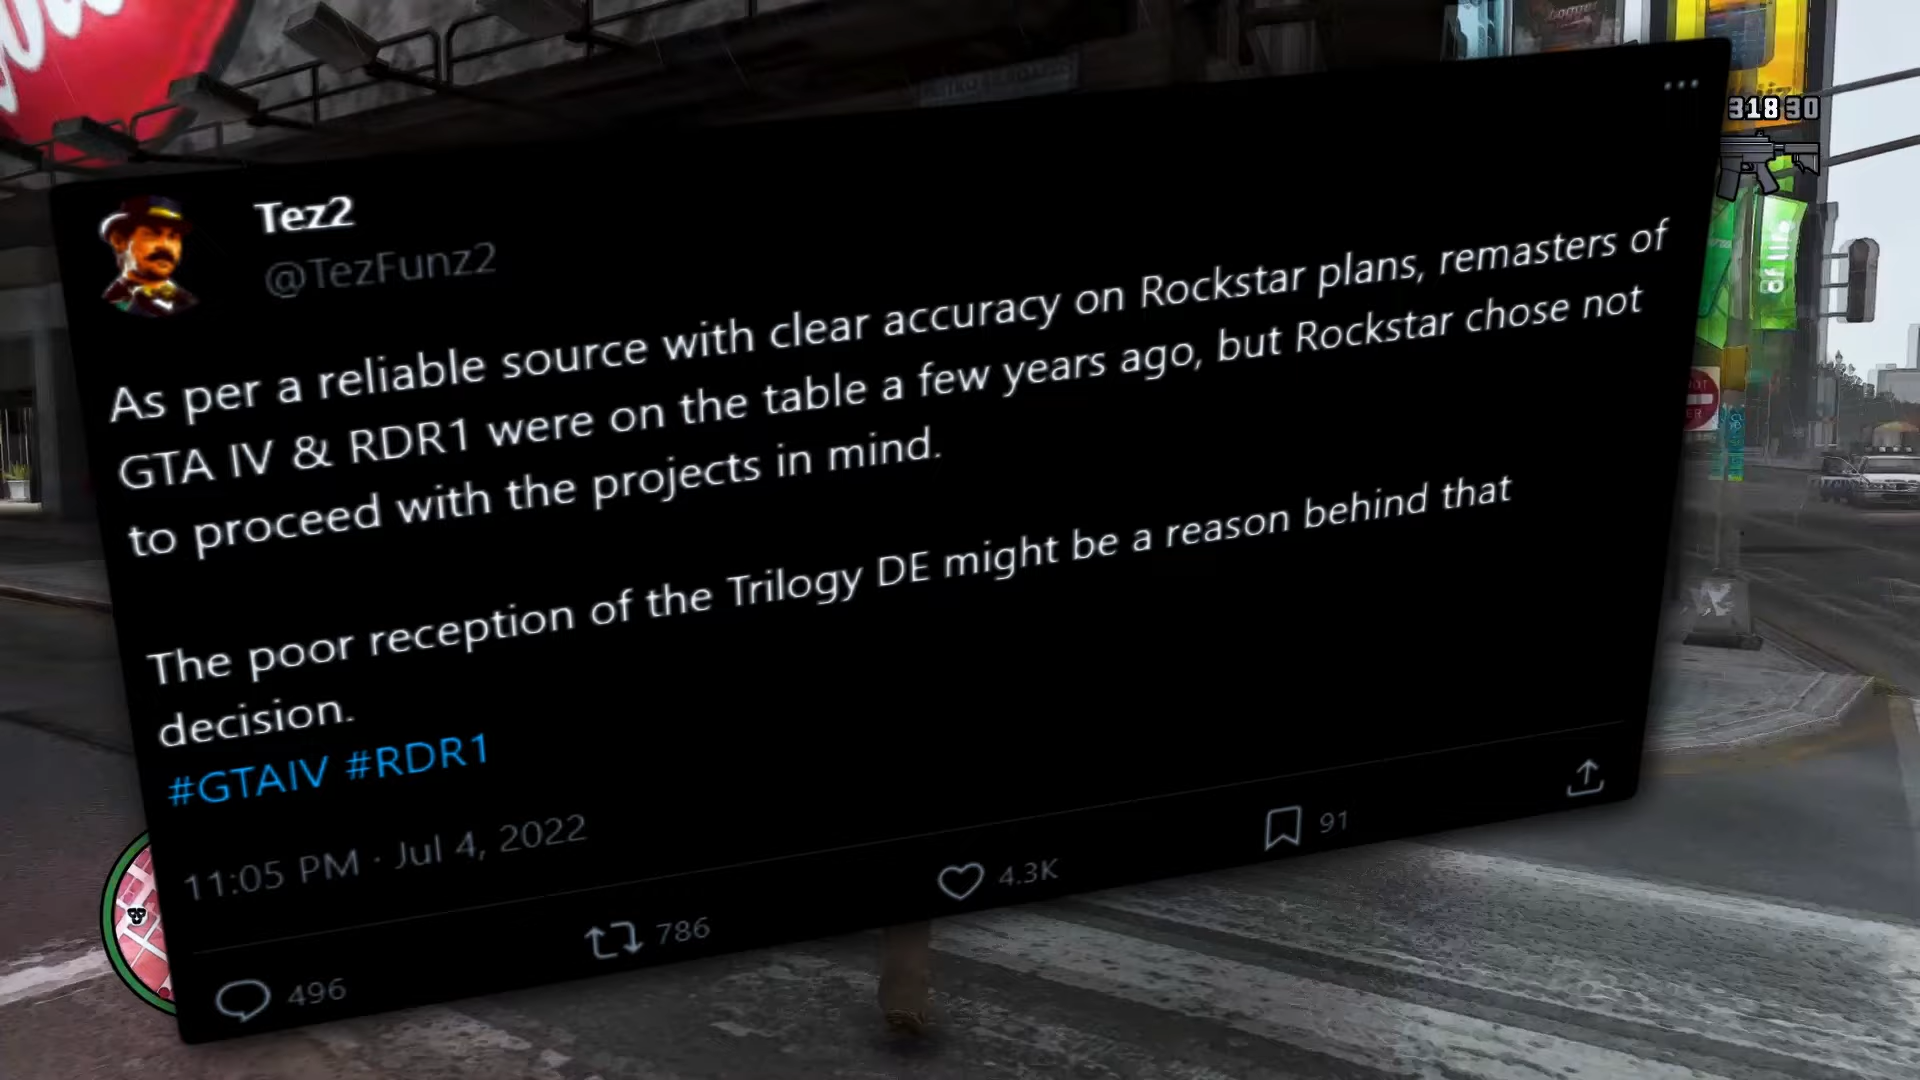 ...
318 30
Tez2
@TezFunz2
As per a reliable source with clear accuracy on Rockstar plans, remasters of
GTA IV & RDR1 were on the table a few years ago, but Rockstar chose not
to proceed with the projects in mind.
The poor reception of the Trilogy DE might be a reason behind that
decision.
#GTAIV #RDR1
11:05 PM · Jul 4, 2022
496
786
4.3K
91